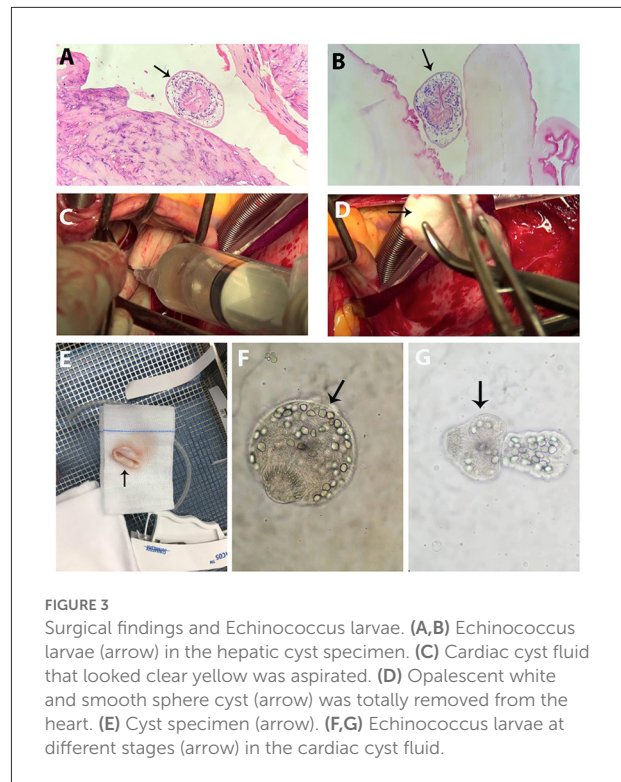 A
B
C
D
E
F
G
FIGURE 3
Surgical findings and Echinococcus larvae. (A,B) Echinococcus
larvae (arrow) in the hepatic cyst specimen. (C) Cardiac cyst fluid
that looked clear yellow was aspirated. (D) Opalescent white
and smooth sphere cyst (arrow) was totally removed from the
heart. (E) Cyst specimen (arrow). (F,G) Echinococcus larvae at
different stages (arrow) in the cardiac cyst fluid.